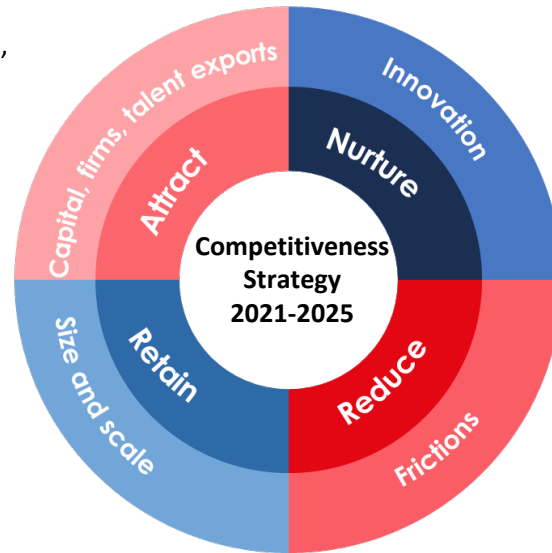 ,
Capital, firms, talent exports
Attract
Innovation
Nurture
Competitiveness
Strategy
2021-2025
Size and scale
Retain
Reduce
Frictions